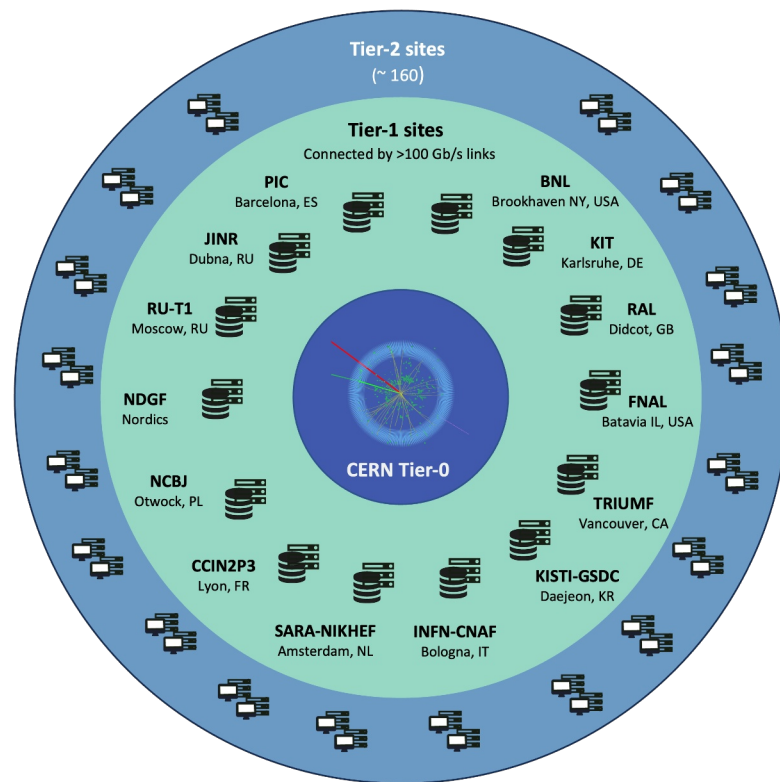 Tier-2 sites
(~ 160)
Tier-1 sites
Connected by >100 Gb/s links
PIC
Barcelona, ES
BNL
Brookhaven NY, USA
JINR
Dubna, RU
KIT
Karlsruhe, DE
RU-T1
Moscow, RU
RAL
Didcot, GB
NDGF
Nordics
FNAL
Batavia IL, USA
CERN Tier-0
NCBJ
Otwock, PL
TRIUMF
Vancouver, CA
CCIN2P3
Lyon, FR
KISTI-GSDC
Daejeon, KR
SARA-NIKHEF
Amsterdam, NL
INFN-CNAF
Bologna, IT